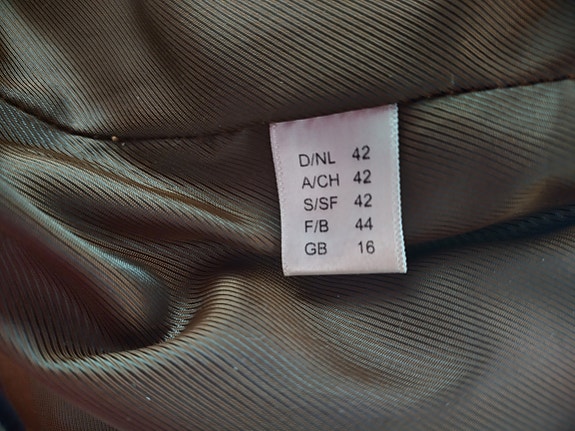 D/NL 42
A/CH 42
S/SF 42
F/B 44
GB 16